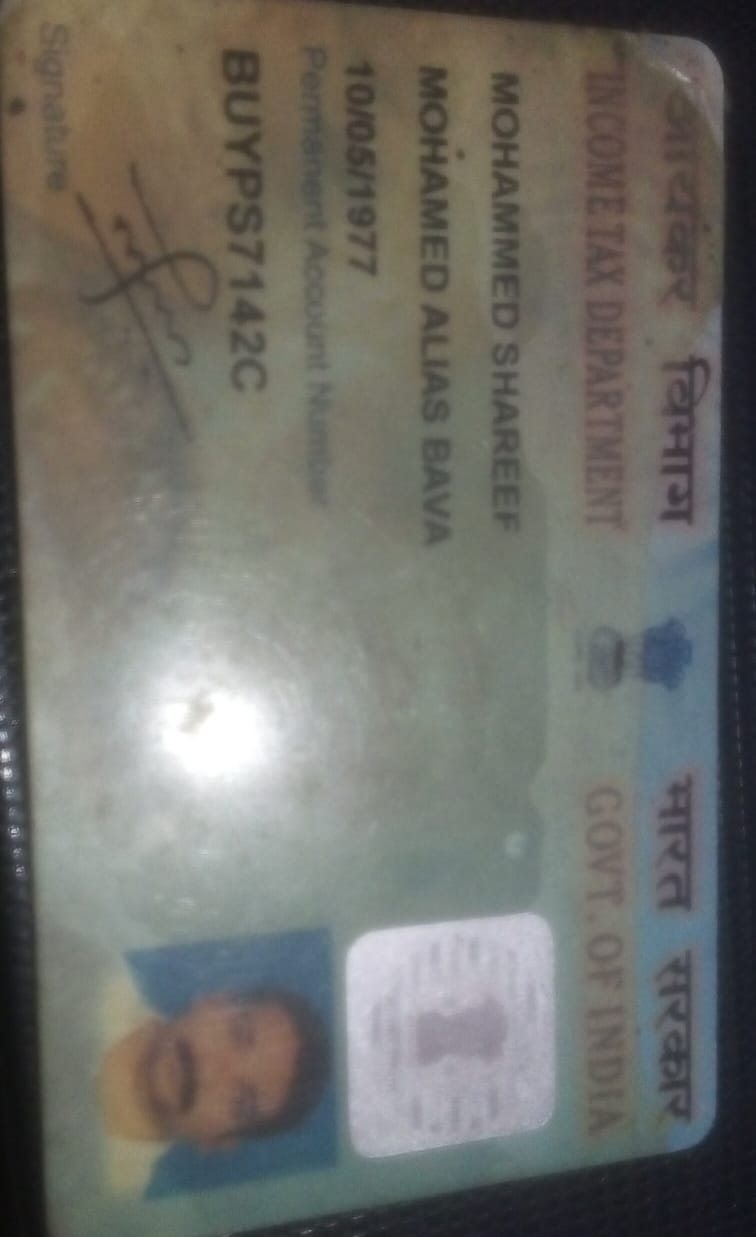 आयकर विभाग
INCOME TAX DEPARTMENT
भारत सरकार
GOVT. OF INDIA
MOHAMMED SHAREEF
MOHAMED ALIAS BAVA
10/05/1977
Permanent Account Number
BUYPS7142C
Signature